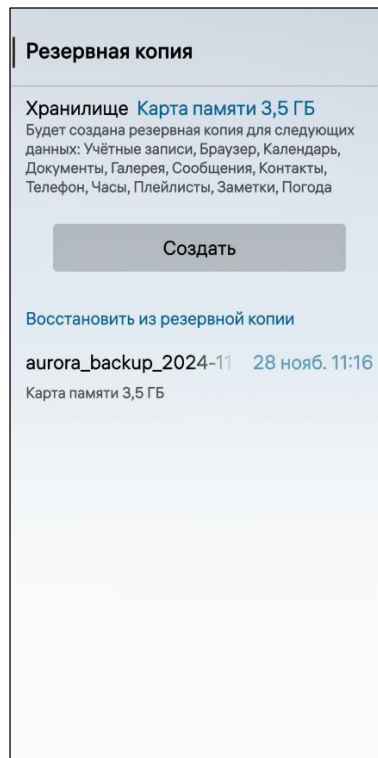 Резервная копия
Хранилище Карта памяти 3,5 ГБ
Будет создана резервная копия для следующих
данных: Учётные записи, Браузер, Календарь,
Документы, Галерея, Сообщения, Контакты,
Телефон, Часы, Плейлисты, Заметки, Погода
Создать
Восстановить из резервной копии
aurora_backup_2024-11 28 нояб. 11:16
Карта памяти 3,5 ГБ